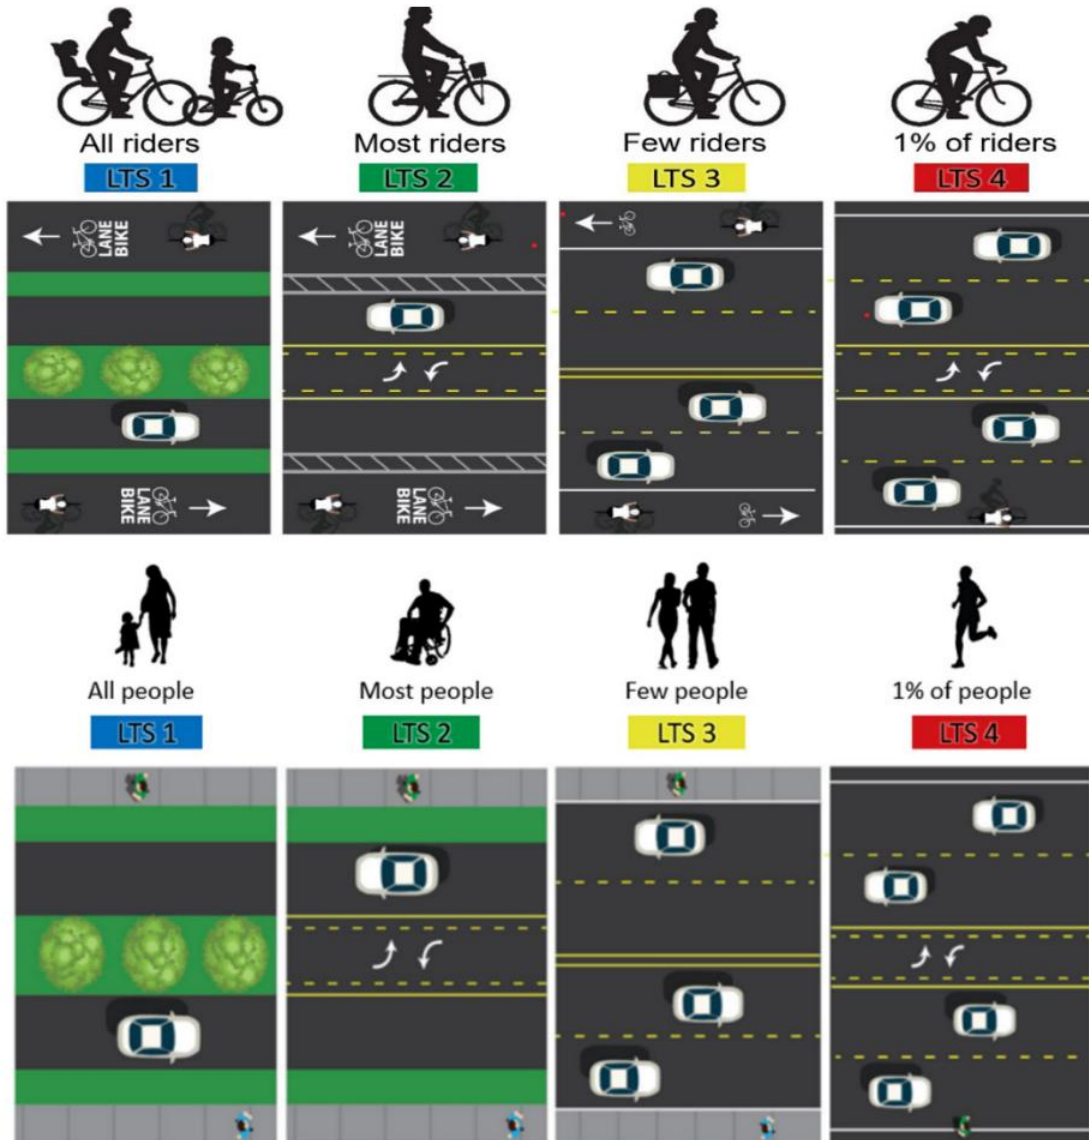 All riders
Most riders
Few riders
1% of riders
LTS 1
LTS 2
LTS 3
LTS 4
LANE
BIKE
LANE
BIKE
LANE
BIKE
LANE
BIKE
All people
Most people
Few people
1% of people
LTS 1
LTS 2
LTS 3
LTS 4